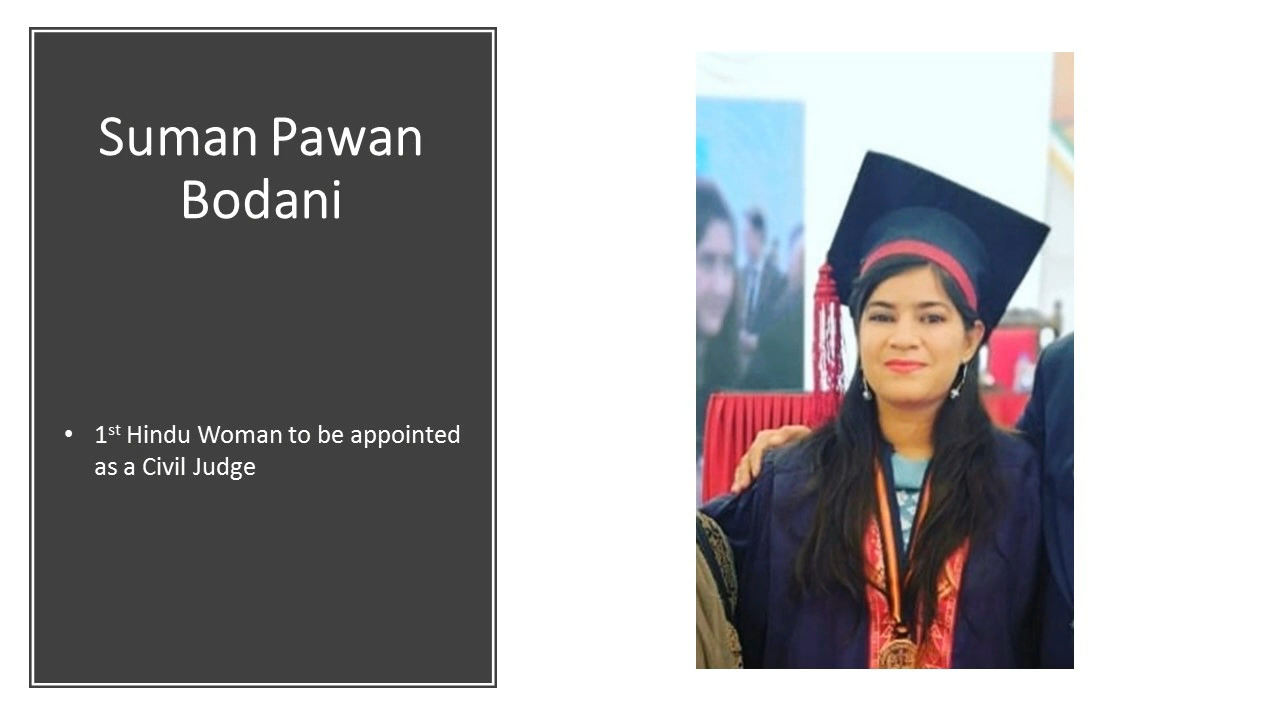 Suman Pawan
Bodani
• 1st Hindu Woman to be appointed
as a Civil Judge